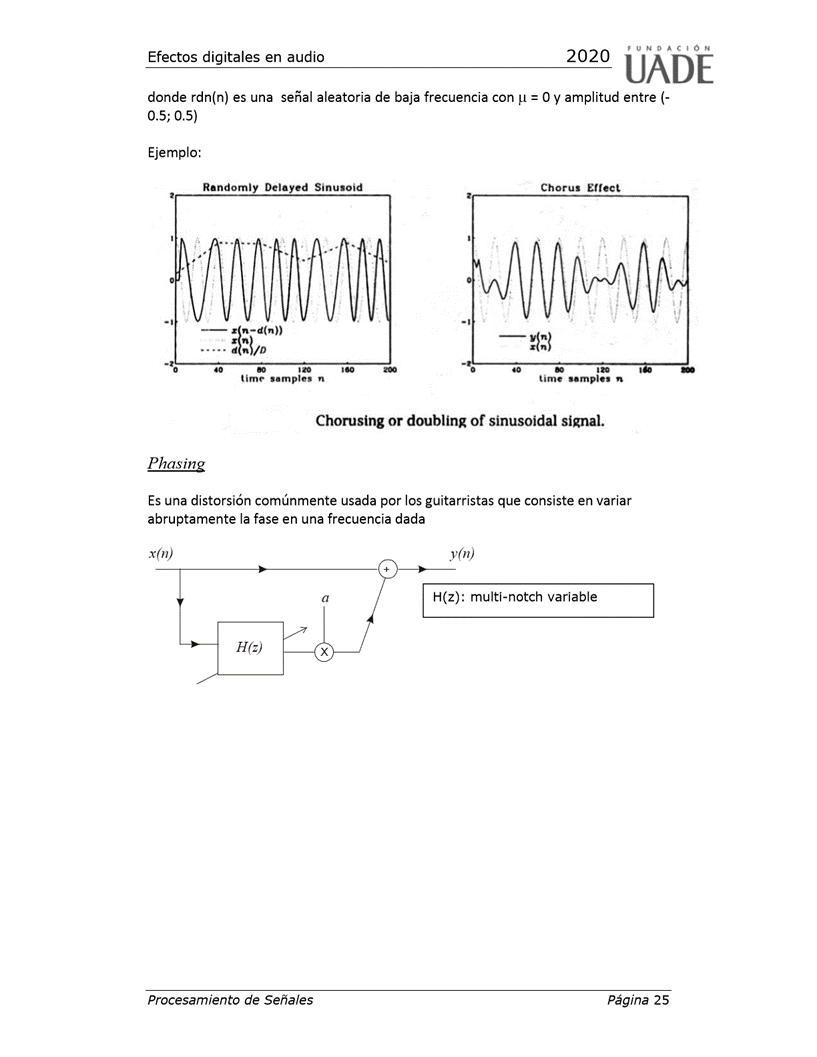 Efectos digitales en audio 2020 FUNDACIÓN UADE
donde rdn(n) es una señal aleatoria de baja frecuencia con μ = 0 y amplitud entre (-
0.5; 0.5)
Ejemplo:
Randomly Delayed Sinusoid
2
1
0
-1
-2
x(n-d(n))
x(n)
d(n)/D
0 40 80 120 160 200
time samples n
Chorus Effect
2
1
0
-1
-2
y(n)
x(n)
0 40 80 120 160 200
time samples n
Chorusing or doubling of sinusoidal signal.
Phasing
Es una distorsión comúnmente usada por los guitarristas que consiste en variar
abruptamente la fase en una frecuencia dada
x(n) y(n)
+
a
H(z): multi-notch variable
H(z)
X
Procesamiento de Señales Página 25